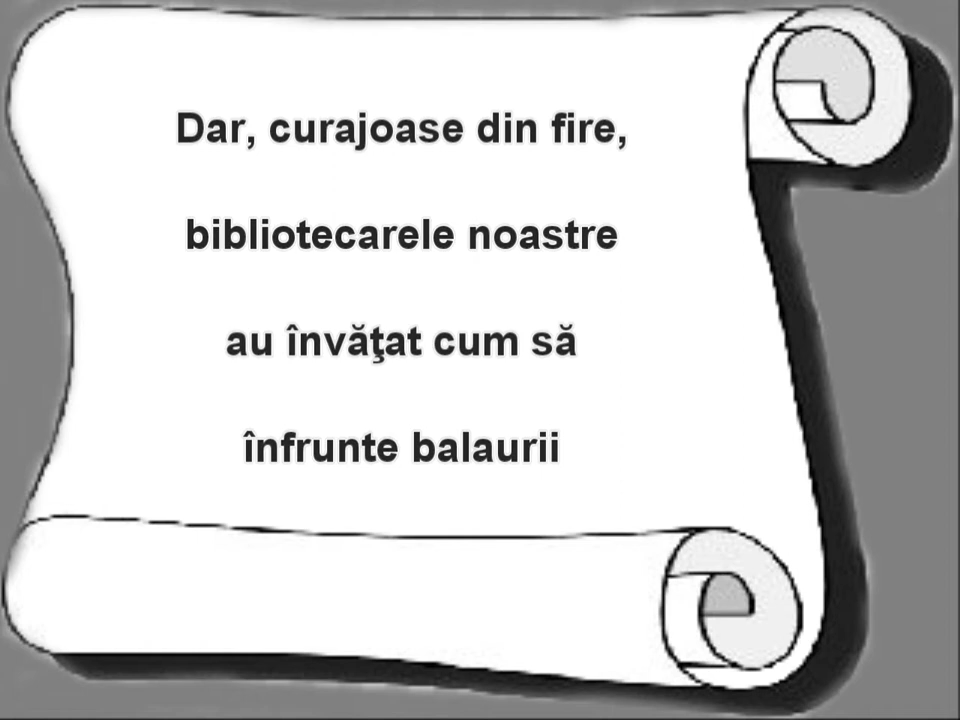 Dar, curajoase din fire,
bibliotecarele noastre
au învăţat cum să
înfrunte balaurii